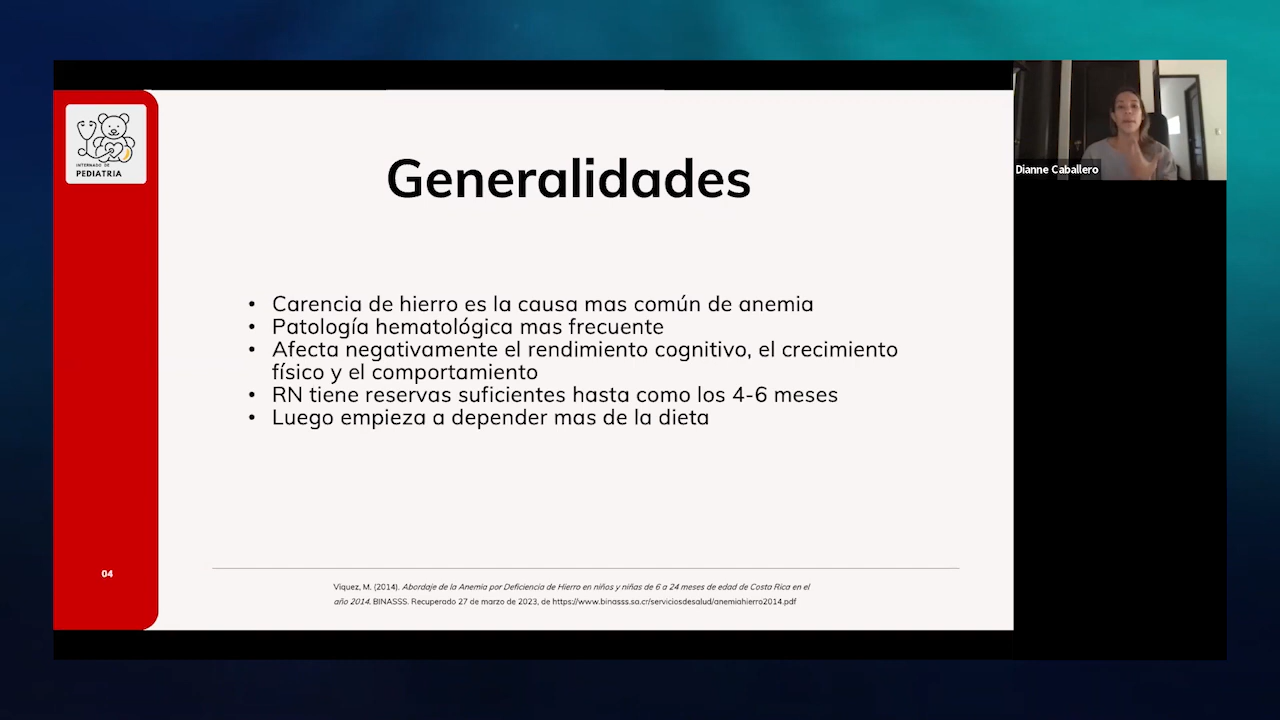 INTERNADO DE
PEDIATRIA
Generalidades
• Carencia de hierro es la causa mas común de anemia
• Patología hematológica mas frecuente
• Afecta negativamente el rendimiento cognitivo, el crecimiento
físico y el comportamiento
• RN tiene reservas suficientes hasta como los 4-6 meses
• Luego empieza a depender mas de la dieta
04
Víquez, M. (2014). Abordaje de la Anemia por Deficiencia de Hierro en niños y niñas de 6 a 24 meses de edad de Costa Rica en el
año 2014. BINASSS. Recuperado 27 de marzo de 2023, de https://www.binasss.sa.cr/serviciosdesalud/anemiahierro2014.pdf
Dianne Caballero